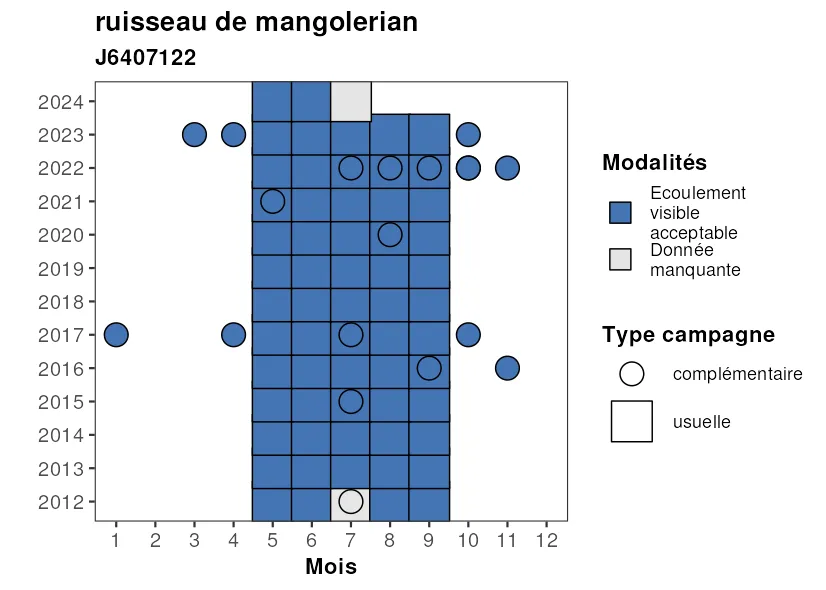 ruisseau de mangolerian
J6407122
2024
2023
2022
2021
2020
2019
2018
2017
2016
2015
2014
2013
2012
1 2 3 4 5 6 7 8 9 10 11 12
Mois
Modalités
Ecoulement
visible
acceptable
Donnée
manquante
Type campagne
complémentaire
usuelle